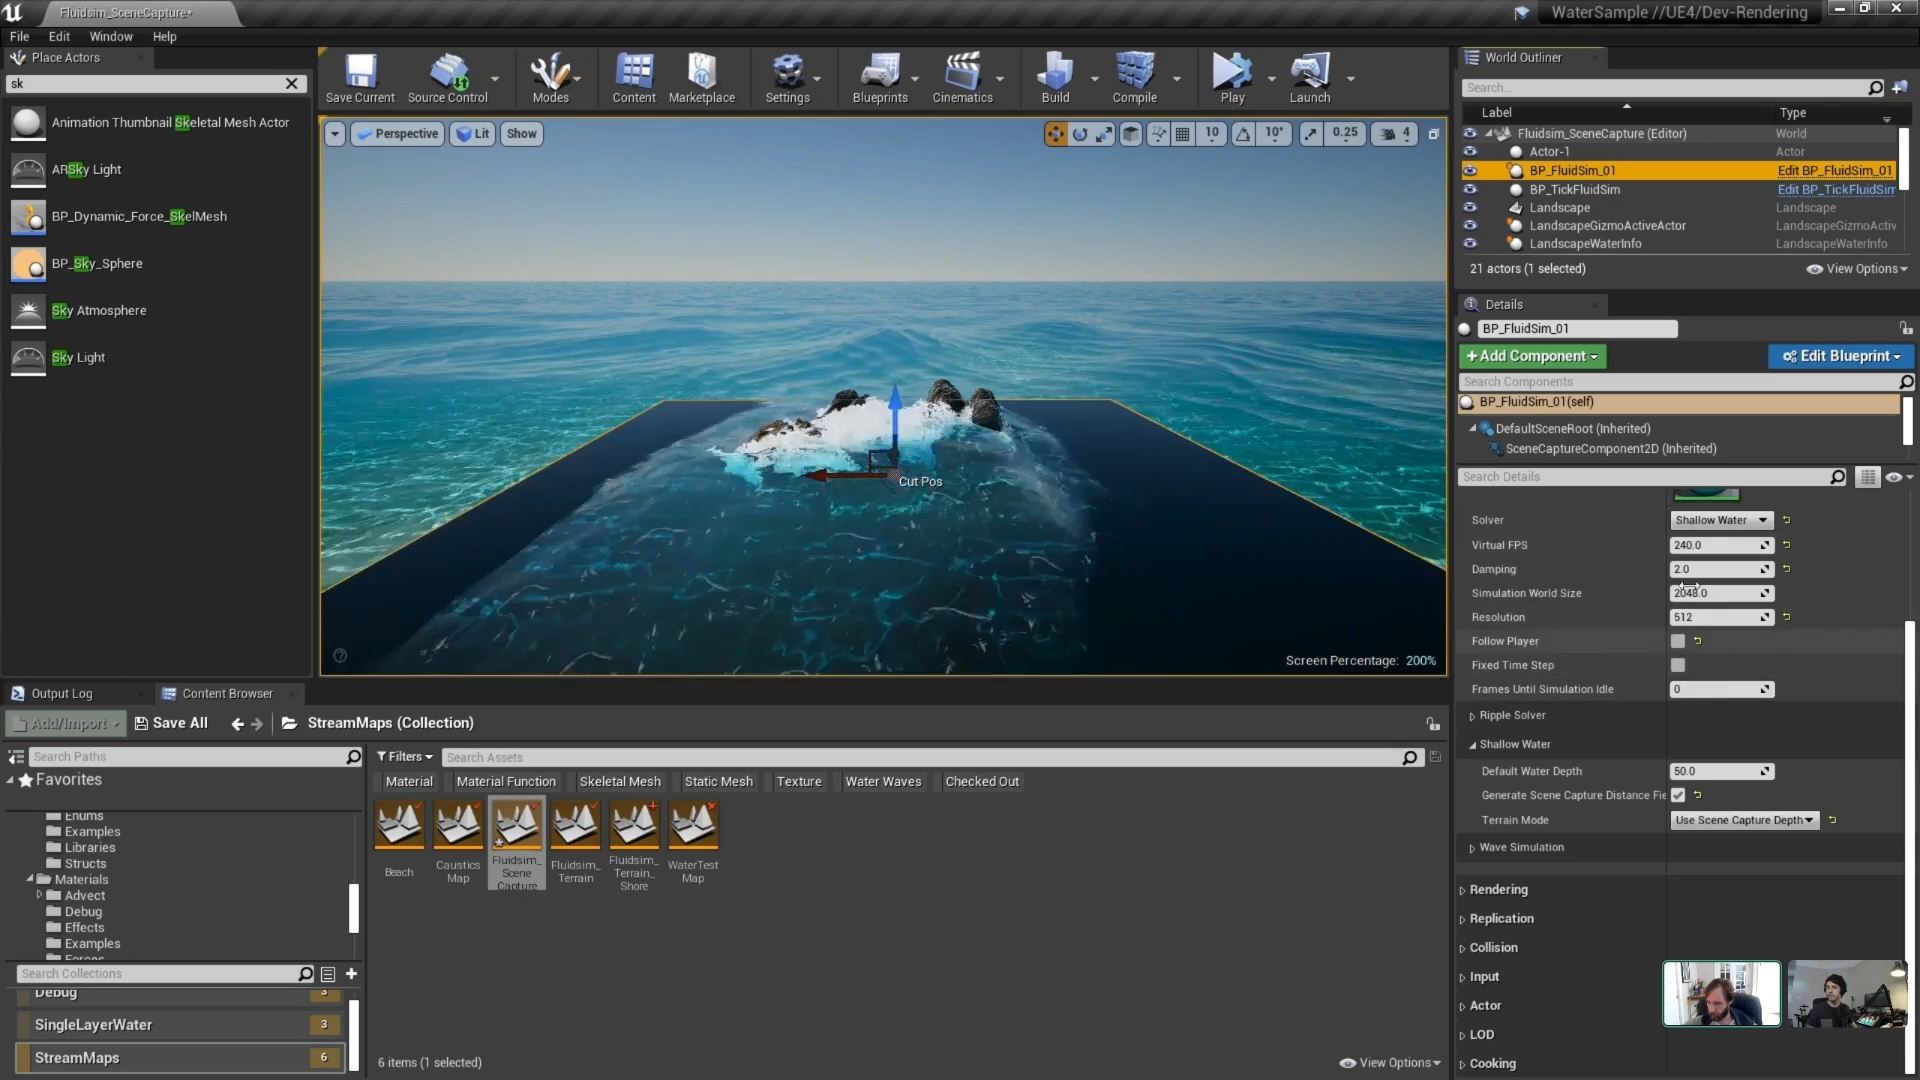 Fluidsim_SceneCapture*
WaterSample //UE4/Dev-Rendering
File Edit Window Help
Place Actors
sk
Animation Thumbnail Skeletal Mesh Actor
ARSky Light
BP_Dynamic_Force_SkelMesh
BP_Sky_Sphere
Sky Atmosphere
Sky Light
Save Current Source Control Modes Content Marketplace Settings Blueprints Cinematics Build Compile Play Launch
Perspective Lit Show 10 10° 0.25 4
Cut Pos
Screen Percentage: 200%
World Outliner
Search...
Label Type
Fluidsim_SceneCapture (Editor) World
Actor-1 Actor
BP_FluidSim_01 Edit BP_FluidSim_01
BP_TickFluidSim Edit BP_TickFluidSim
Landscape Landscape
LandscapeGizmoActiveActor LandscapeGizmoActiv
LandscapeWaterInfo LandscapeWaterInfo
21 actors (1 selected) View Options
Details
BP_FluidSim_01
+Add Component Edit Blueprint
Search Components
BP_FluidSim_01(self)
DefaultSceneRoot (Inherited)
SceneCaptureComponent2D (Inherited)
Search Details
Solver Shallow Water
Virtual FPS 240.0
Damping 2.0
Simulation World Size 2048.0
Resolution 512
Follow Player
Fixed Time Step
Frames Until Simulation Idle 0
Ripple Solver
Shallow Water
Default Water Depth 50.0
Generate Scene Capture Distance Fie
Terrain Mode Use Scene Capture Depth
Wave Simulation
Rendering
Replication
Collision
Input
Actor
LOD
Cooking
Output Log Content Browser
Add/Import Save All StreamMaps (Collection)
Search Paths
Favorites
Enums
Examples
Libraries
Structs
Materials
Advect
Debug
Effects
Examples
Forces
Search Collections
Debug 3
SingleLayerWater 3
StreamMaps 6
Filters Search Assets
Material Material Function Skeletal Mesh Static Mesh Texture Water Waves Checked Out
Beach
Caustics
Map
Fluidsim_
Scene
Capture
Fluidsim_
Terrain
Fluidsim_
Terrain_
Shore
WaterTest
Map
6 items (1 selected) View Options